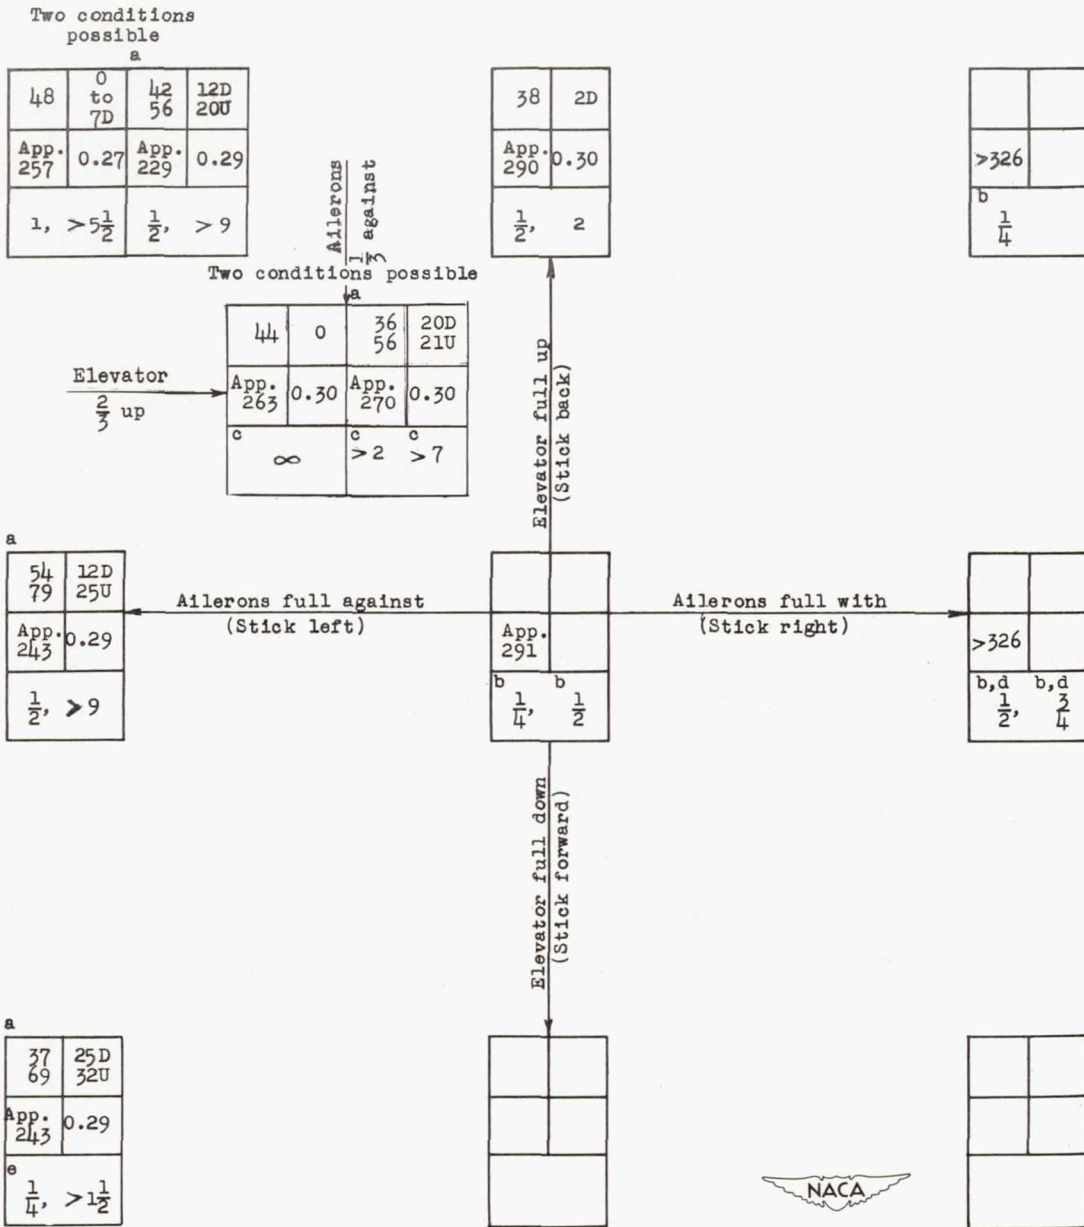 Two conditions
possible
a
48
0
to
7D
42
56
12D
20U
App.
257
0.27
App.
229
0.29
1, >5 1/2
1/2, > 9
38
2D
App.
290
0.30
1/2, 2
>326
b
1/4
Ailerons
1/3 against
Two conditions possible
a
44
0
36
56
20D
21U
Elevator
2/3 up
App.
263
0.30
App.
270
0.30
c
∞
c
>2
c
>7
Elevator full up
(Stick back)
a
54
79
12D
25U
App.
243
0.29
1/2, >9
Ailerons full against
(Stick left)
App.
291
b b
1/4, 1/2
Ailerons full with
(Stick right)
>326
b,d b,d
1/2, 3/4
Elevator full down
(Stick forward)
a
37
69
25D
32U
App.
243
0.29
e
1/4, >1 1/2
NACA